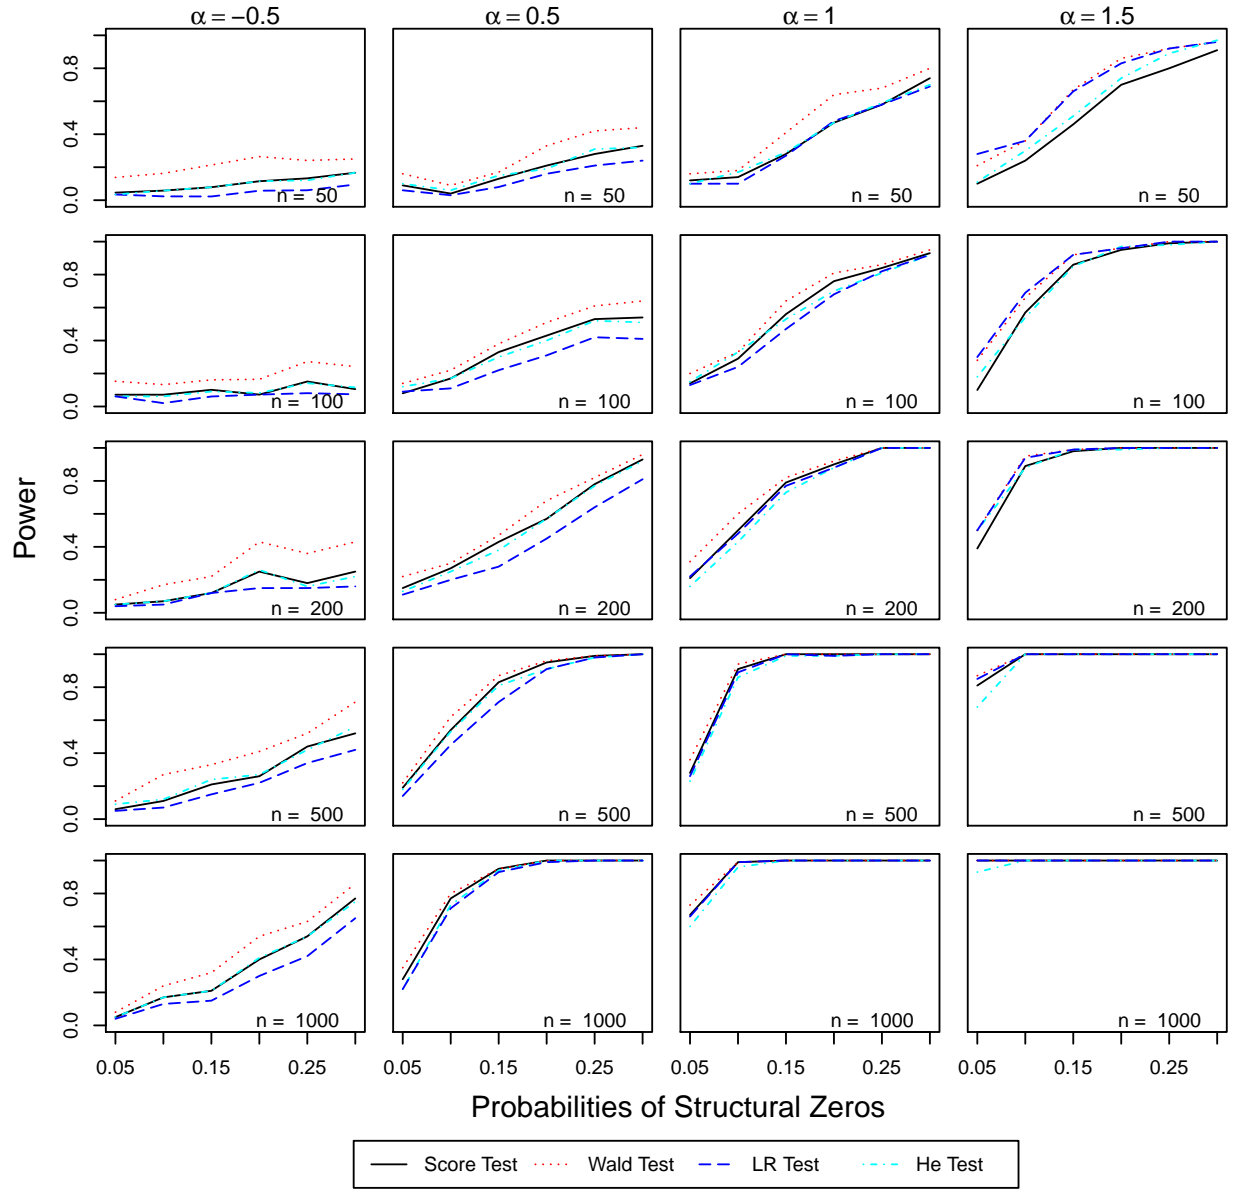 α = −0.5 α = 0.5 α = 1 α = 1.5
0.0 0.4 0.8
n = 50 n = 50 n = 50 n = 50
0.0 0.4 0.8
n = 100 n = 100 n = 100 n = 100
Power
0.0 0.4 0.8
n = 200 n = 200 n = 200 n = 200
0.0 0.4 0.8
n = 500 n = 500 n = 500 n = 500
0.0 0.4 0.8
n = 1000 n = 1000 n = 1000 n = 1000
0.05 0.15 0.25 0.05 0.15 0.25 0.05 0.15 0.25 0.05 0.15 0.25
Probabilities of Structural Zeros
Score Test Wald Test LR Test He Test